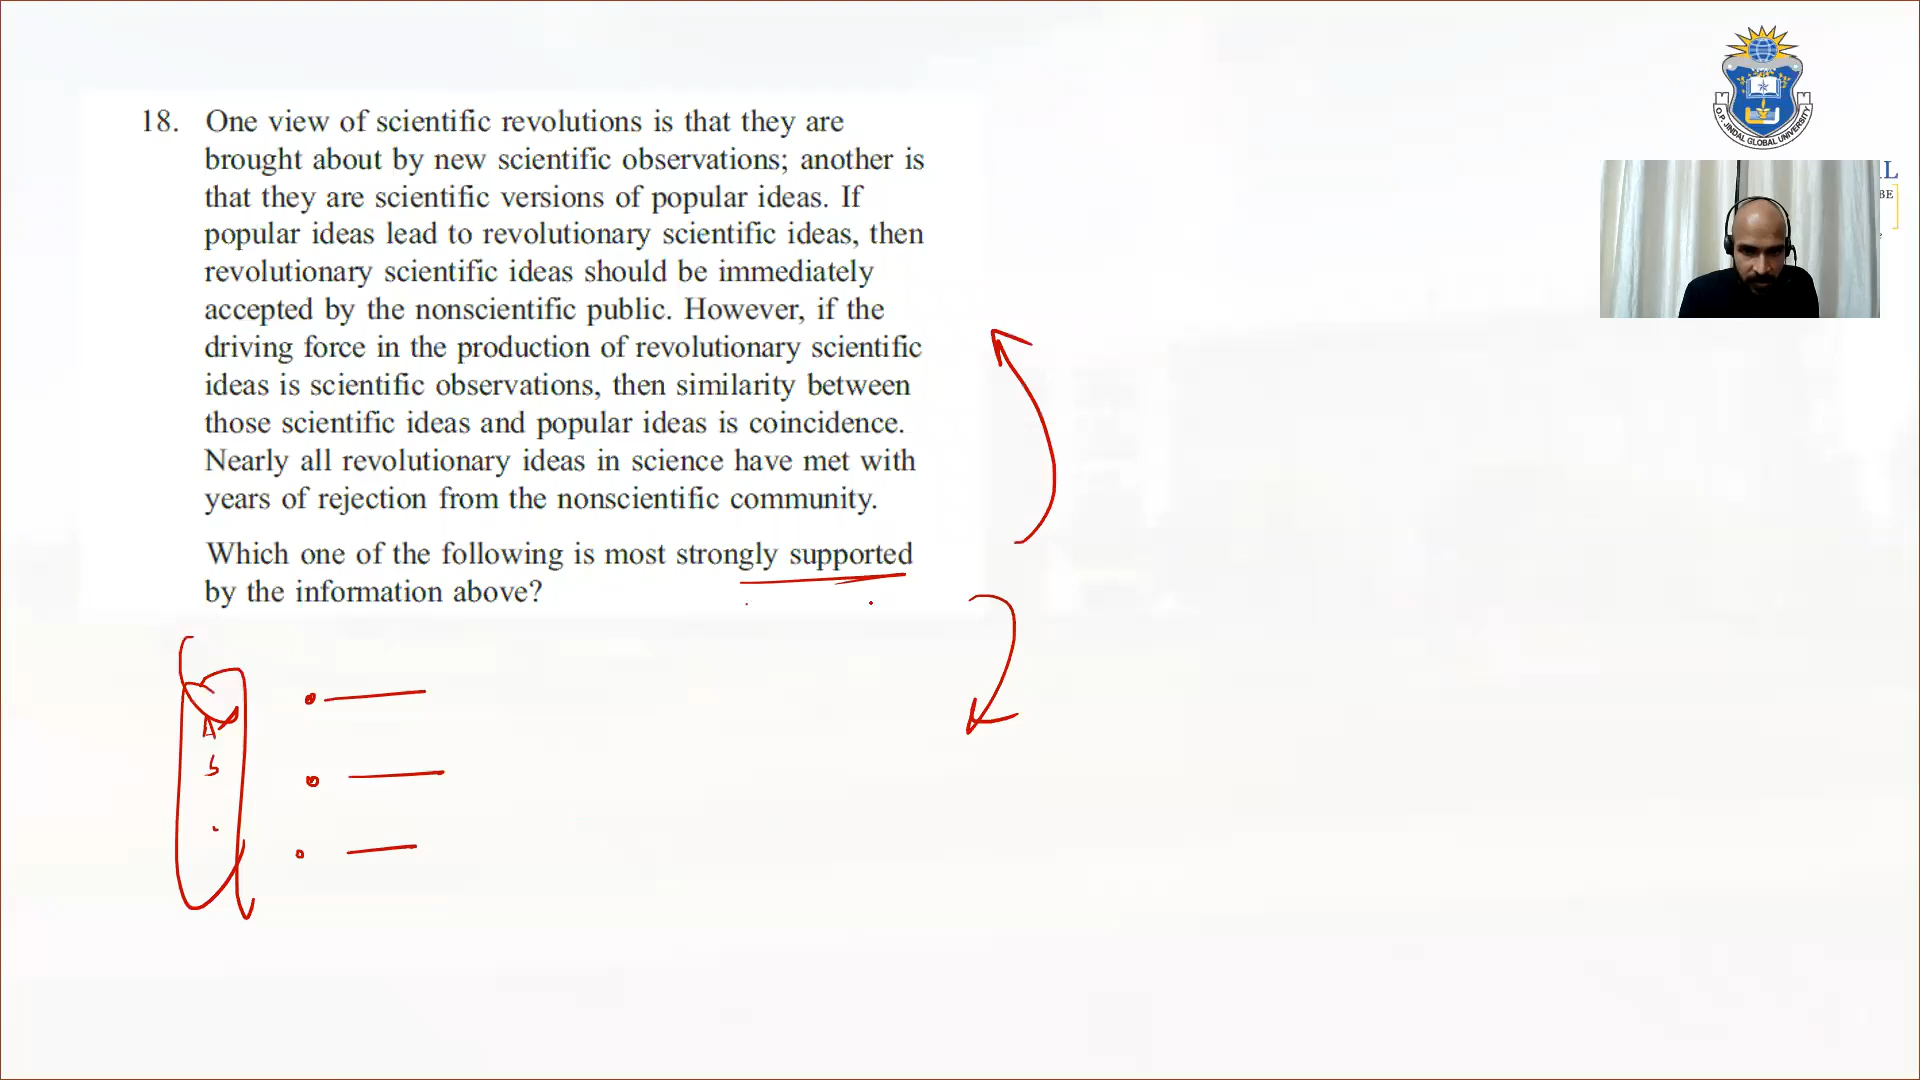 O.P. JINDAL GLOBAL UNIVERSITY
18. One view of scientific revolutions is that they are
brought about by new scientific observations; another is
that they are scientific versions of popular ideas. If
popular ideas lead to revolutionary scientific ideas, then
revolutionary scientific ideas should be immediately
accepted by the nonscientific public. However, if the
driving force in the production of revolutionary scientific
ideas is scientific observations, then similarity between
those scientific ideas and popular ideas is coincidence.
Nearly all revolutionary ideas in science have met with
years of rejection from the nonscientific community.
Which one of the following is most strongly supported
by the information above?